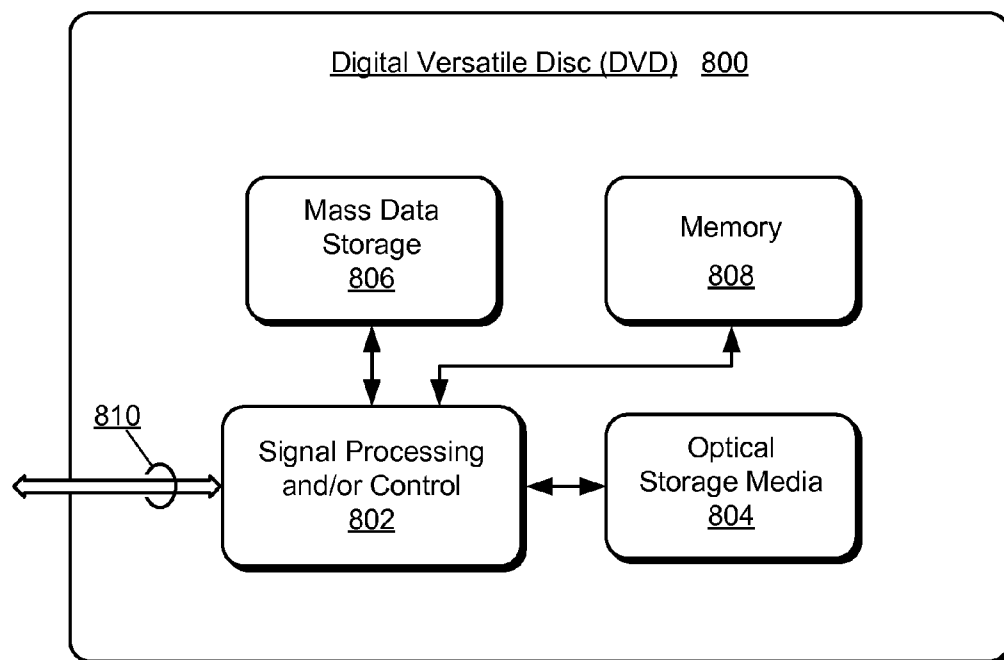 Digital Versatile Disc (DVD) 800
Mass Data
Storage
806
Memory
808
810
Signal Processing
and/or Control
802
Optical
Storage Media
804